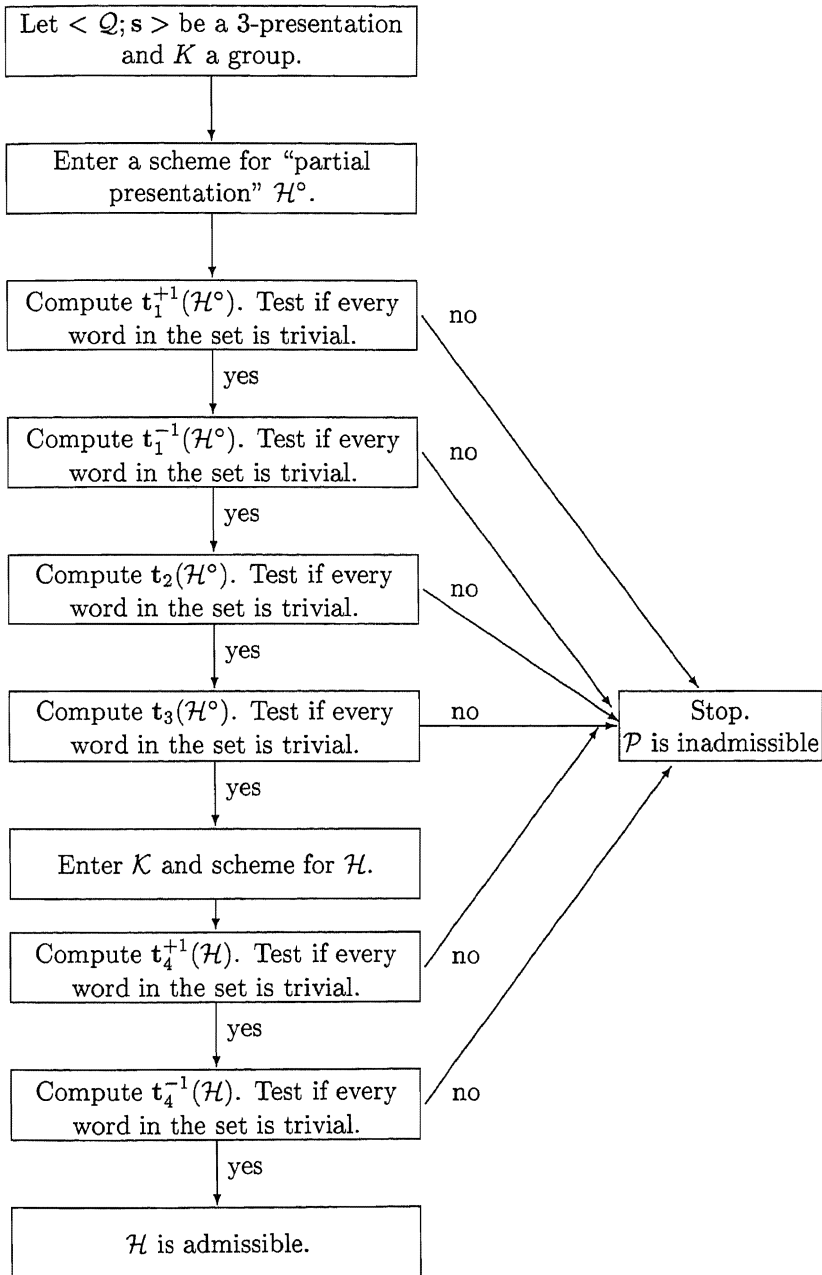 Let < 𝒬; s > be a 3-presentation
and K a group.
Enter a scheme for “partial
presentation” ℋ°.
Compute t₁⁺¹(ℋ°). Test if every
word in the set is trivial.
no
yes
Compute t₁⁻¹(ℋ°). Test if every
word in the set is trivial.
no
yes
Compute t₂(ℋ°). Test if every
word in the set is trivial.
no
yes
Compute t₃(ℋ°). Test if every
word in the set is trivial.
no
Stop.
𝒫 is inadmissible
yes
Enter 𝒦 and scheme for ℋ.
Compute t₄⁺¹(ℋ). Test if every
word in the set is trivial.
no
yes
Compute t₄⁻¹(ℋ). Test if every
word in the set is trivial.
no
yes
ℋ is admissible.